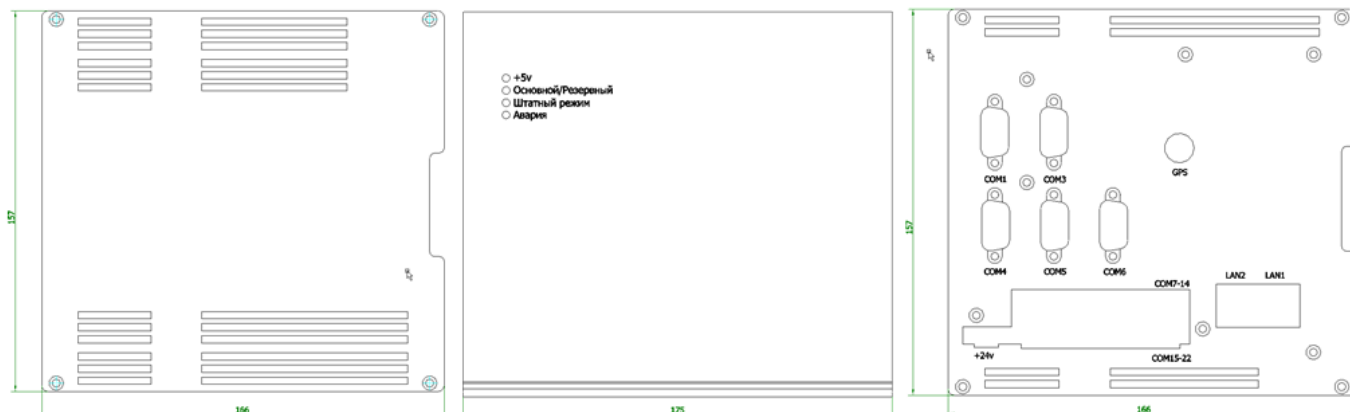 +5v
Основной/Резервный
Штатный режим
Авария
157
166
175
157
COM1
COM3
GPS
COM4
COM5
COM6
LAN2
LAN1
COM7-14
+24v
COM15-22
166